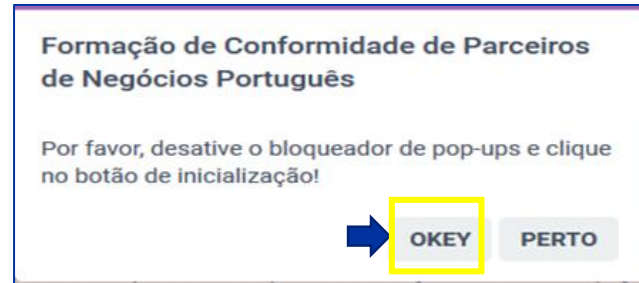 Formação de Conformidade de Parceiros
de Negócios Português
Por favor, desative o bloqueador de pop-ups e clique
no botão de inicialização!
OKEY PERTO